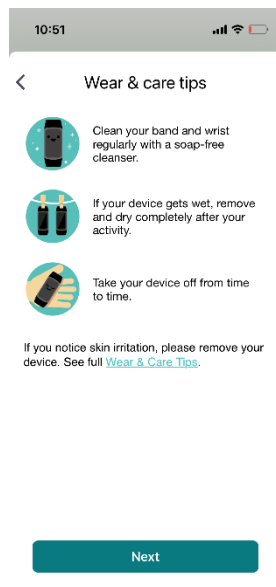 10:51
Wear & care tips
Clean your band and wrist
regularly with a soap-free
cleanser.
If your device gets wet, remove
and dry completely after your
activity.
Take your device off from time
to time.
If you notice skin irritation, please remove your
device. See full Wear & Care Tips.
Next